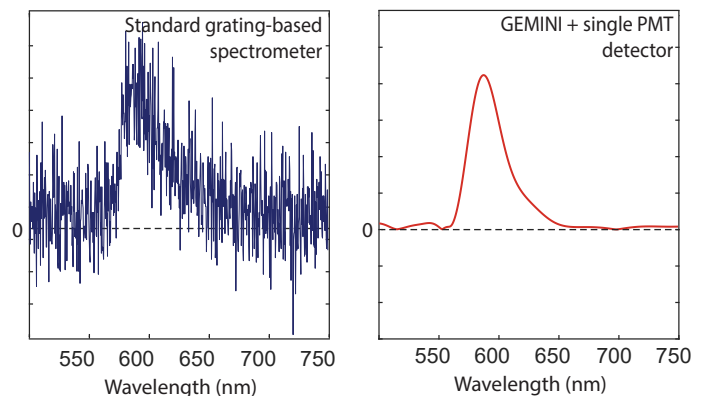 Standard grating-based
spectrometer
0
550 600 650 700 750
Wavelength (nm)
GEMINI + single PMT
detector
0
550 600 650 700 750
Wavelength (nm)